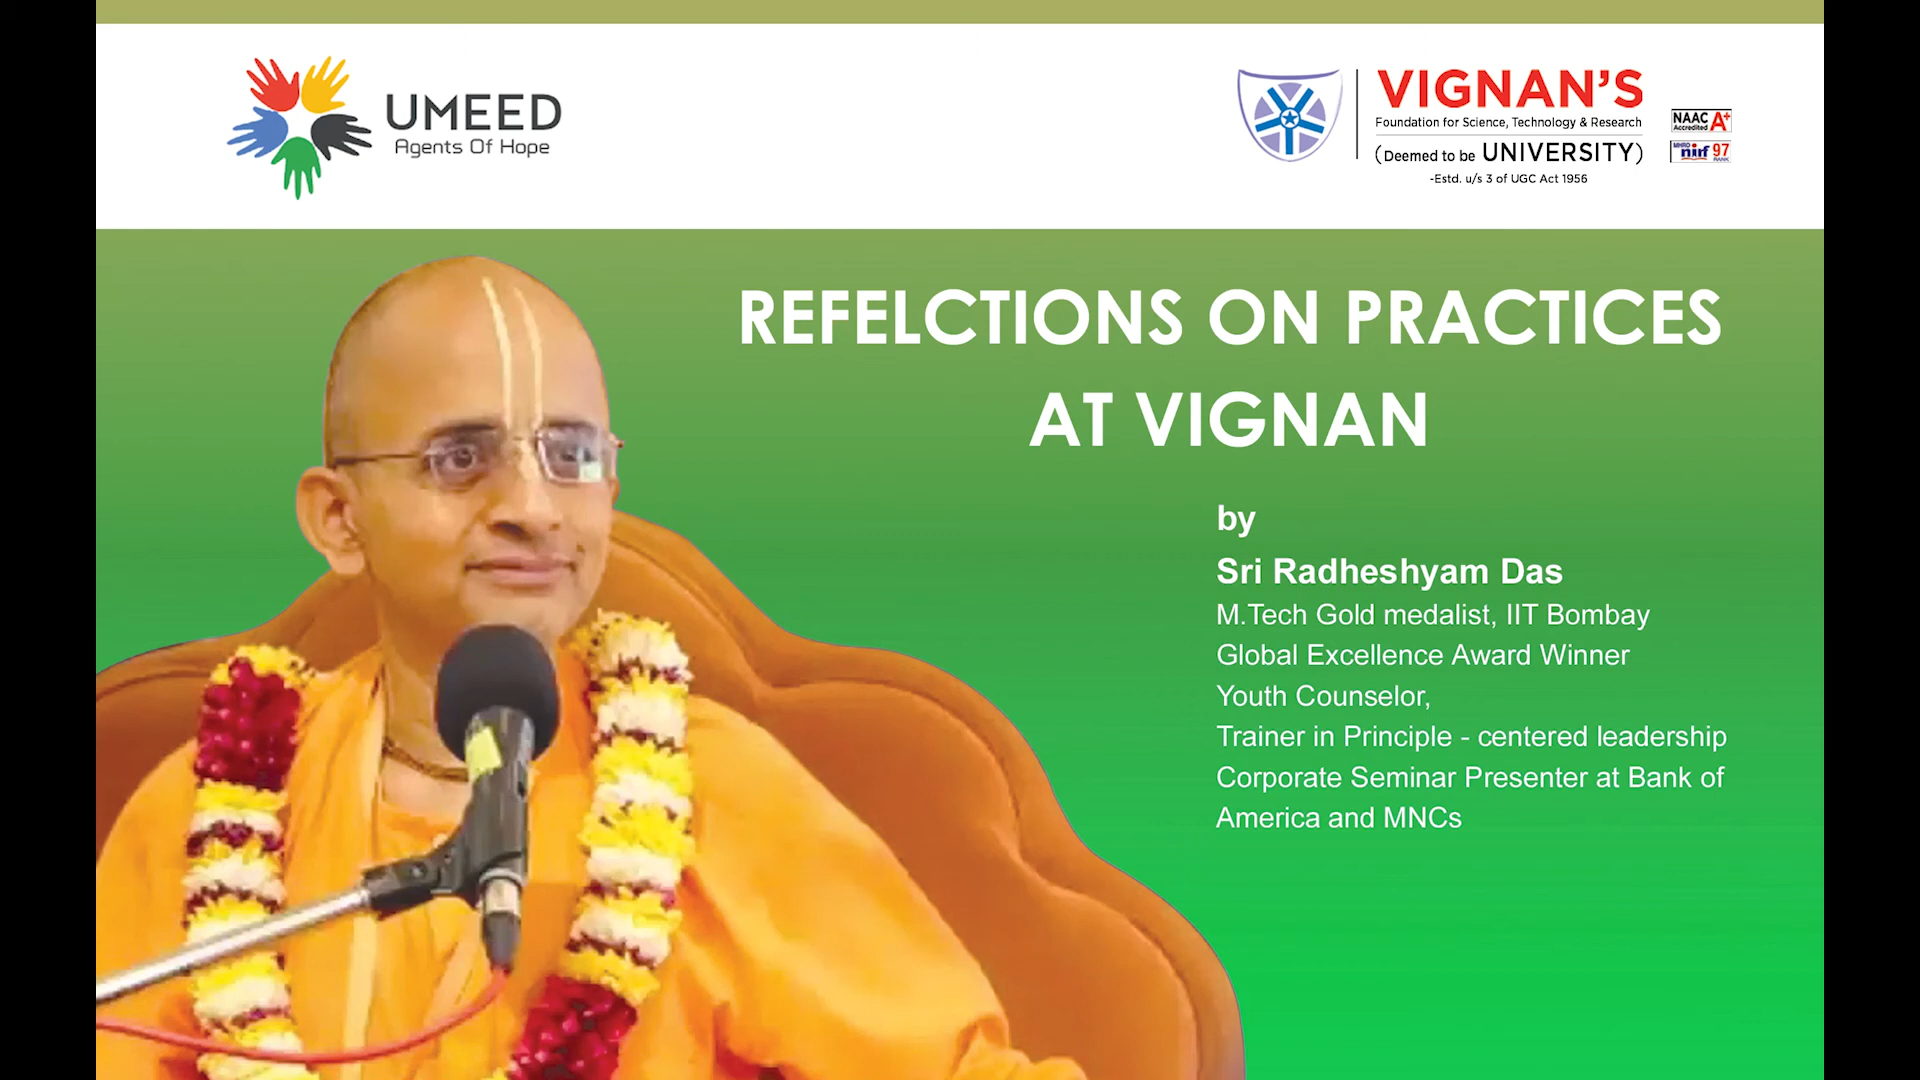 UMEED
Agents Of Hope
VIGNAN'S
Foundation for Science, Technology & Research
(Deemed to be UNIVERSITY)
-Estd. u/s 3 of UGC Act 1956
NAAC
Accredited A+
MHRD
nirf 97
RANK
REFELCTIONS ON PRACTICES
AT VIGNAN
by
Sri Radheshyam Das
M.Tech Gold medalist, IIT Bombay
Global Excellence Award Winner
Youth Counselor,
Trainer in Principle - centered leadership
Corporate Seminar Presenter at Bank of
America and MNCs